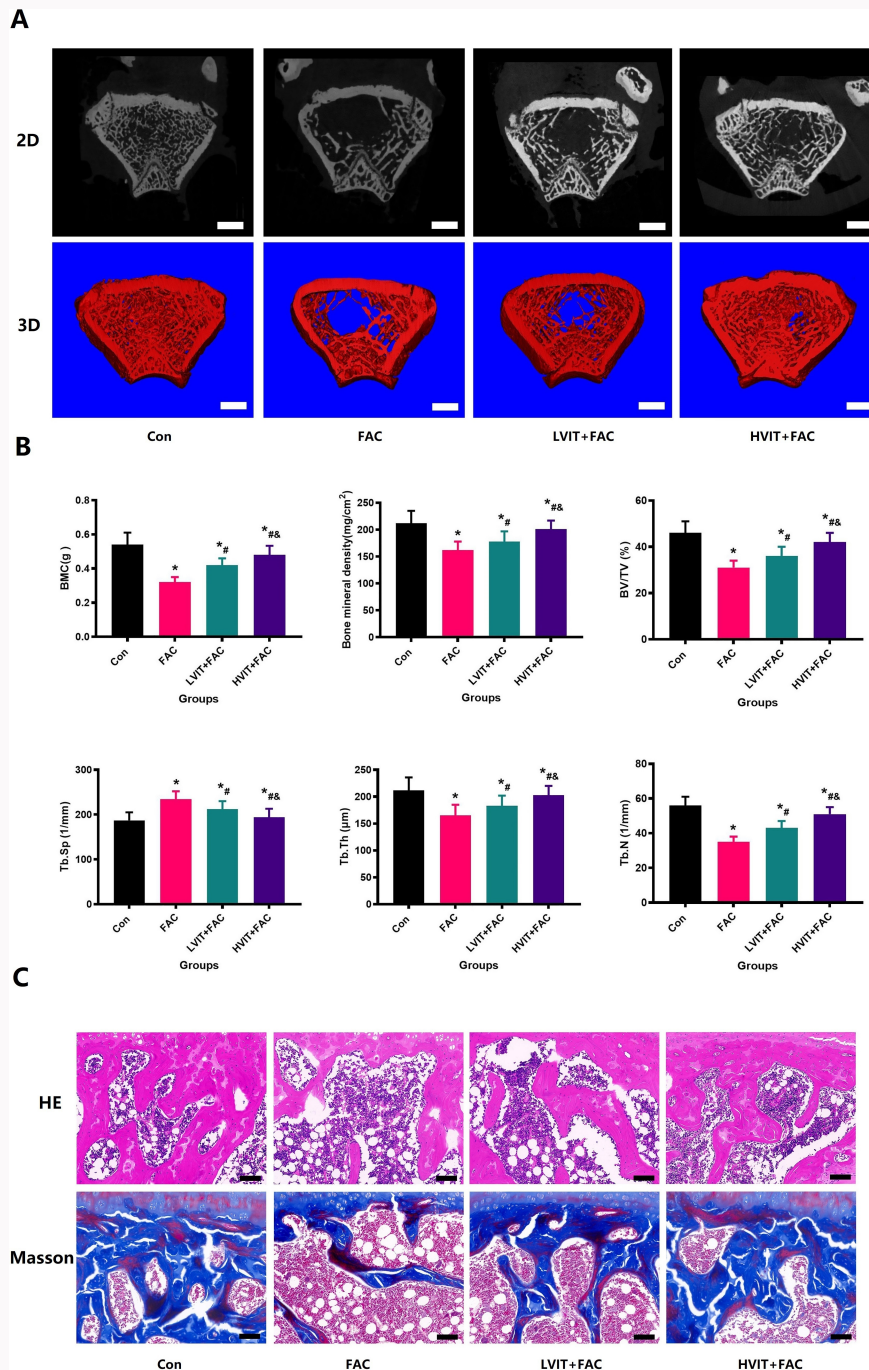 A
2D
3D
Con FAC LVIT+FAC HVIT+FAC
B
BMC(g )
0.8
0.6
0.4
0.2
0.0
*
*#
*#&
Con FAC LVIT+FAC HVIT+FAC
Groups
Bone mineral density(mg/cm²)
250
200
150
100
50
0
*
*#
*#&
Con FAC LVIT+FAC HVIT+FAC
Groups
BV/TV (%)
60
40
20
0
*
*#
*#&
Con FAC LVIT+FAC HVIT+FAC
Groups
Tb.Sp (1/mm)
300
200
100
0
*
*#
*#&
Con FAC LVIT+FAC HVIT+FAC
Groups
Tb.Th (μm)
250
200
150
100
50
0
*
*#
*#&
Con FAC LVIT+FAC HVIT+FAC
Groups
Tb.N (1/mm)
80
60
40
20
0
*
*#
*#&
Con FAC LVIT+FAC HVIT+FAC
Groups
C
HE
Masson
Con FAC LVIT+FAC HVIT+FAC